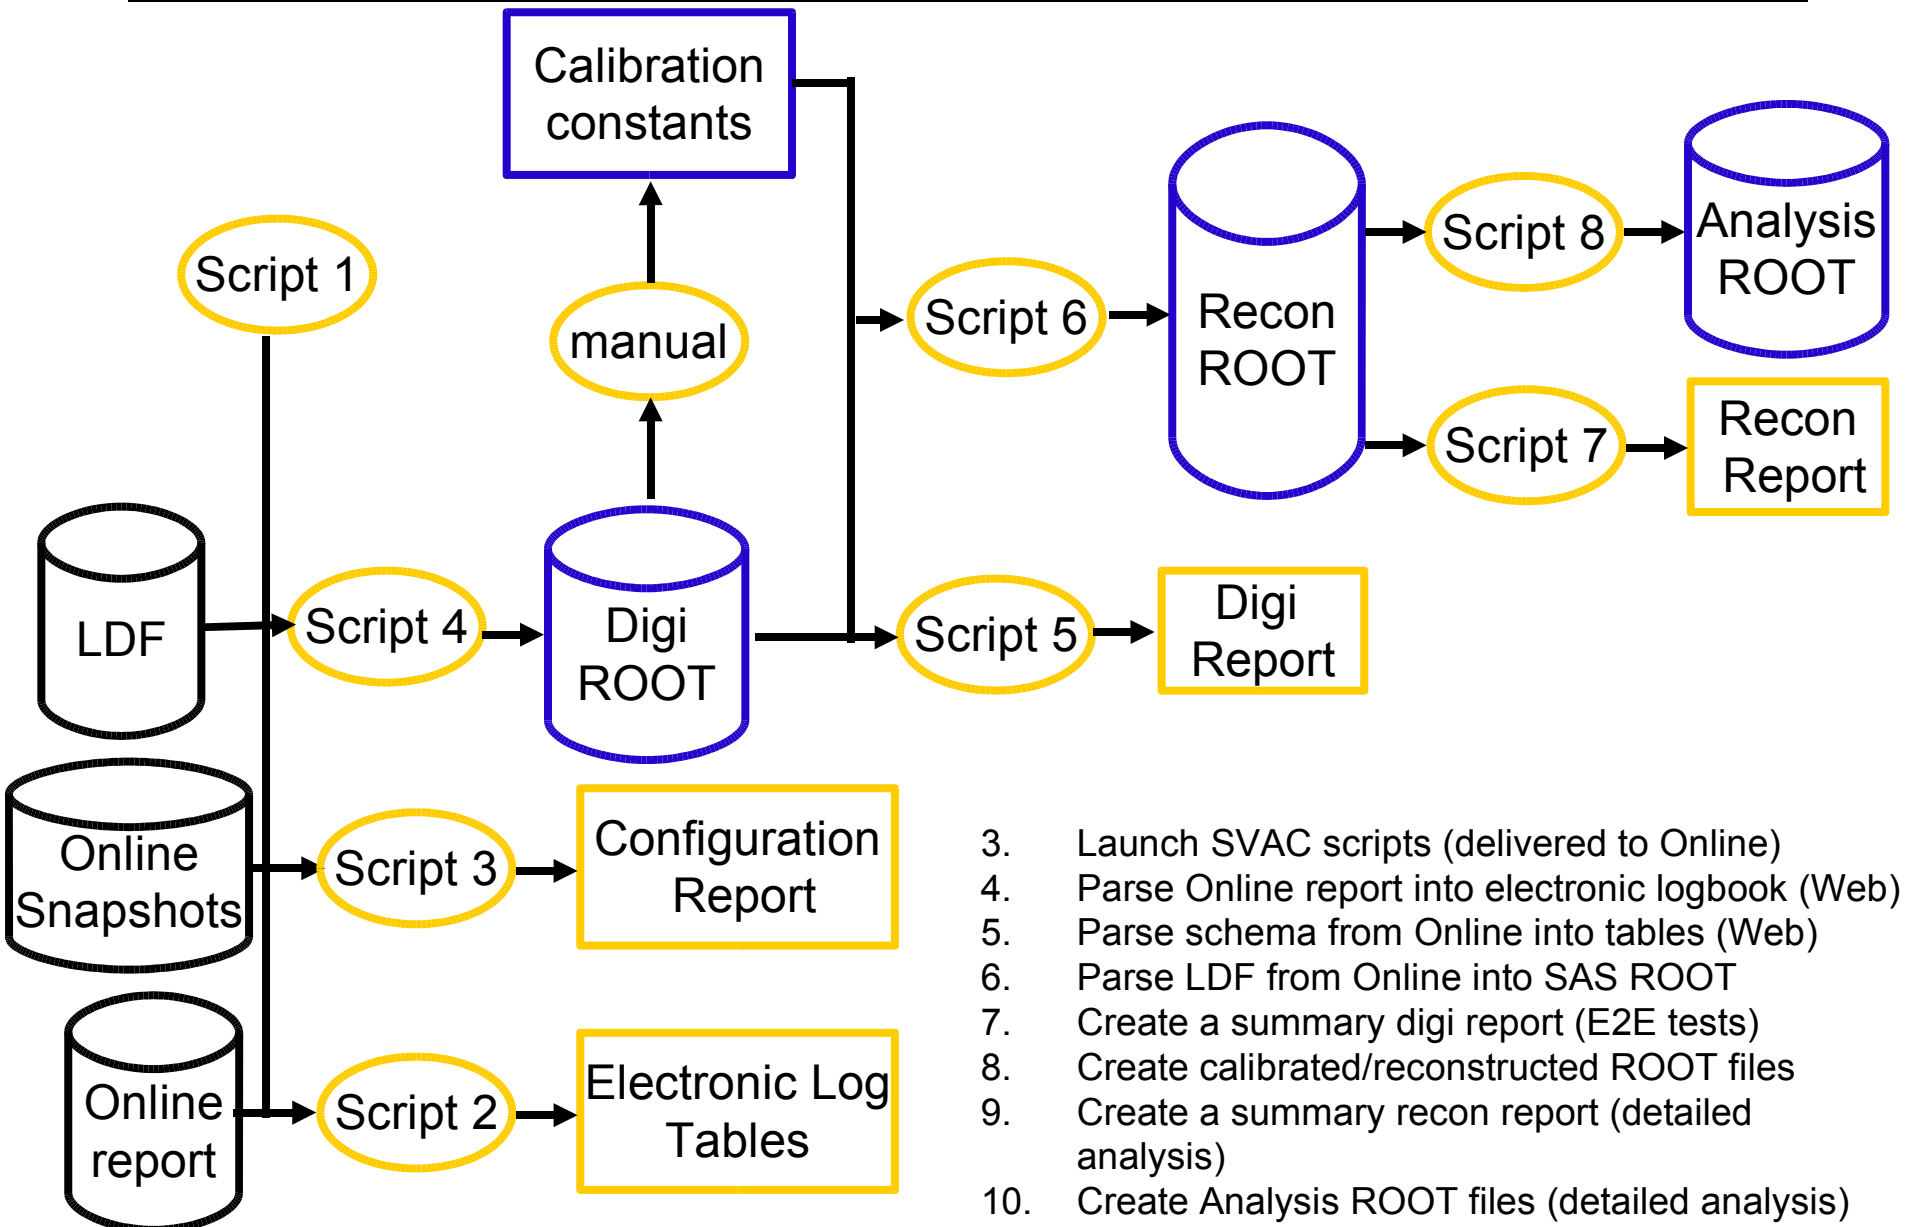 Calibration
constants
Script 1
manual
Script 6
Recon
ROOT
Script 8
Analysis
ROOT
Script 7
Recon
Report
LDF
Script 4
Digi
ROOT
Script 5
Digi
Report
Online
Snapshots
Script 3
Configuration
Report
Online
report
Script 2
Electronic Log
Tables
3. Launch SVAC scripts (delivered to Online)
4. Parse Online report into electronic logbook (Web)
5. Parse schema from Online into tables (Web)
6. Parse LDF from Online into SAS ROOT
7. Create a summary digi report (E2E tests)
8. Create calibrated/reconstructed ROOT files
9. Create a summary recon report (detailed
analysis)
10. Create Analysis ROOT files (detailed analysis)